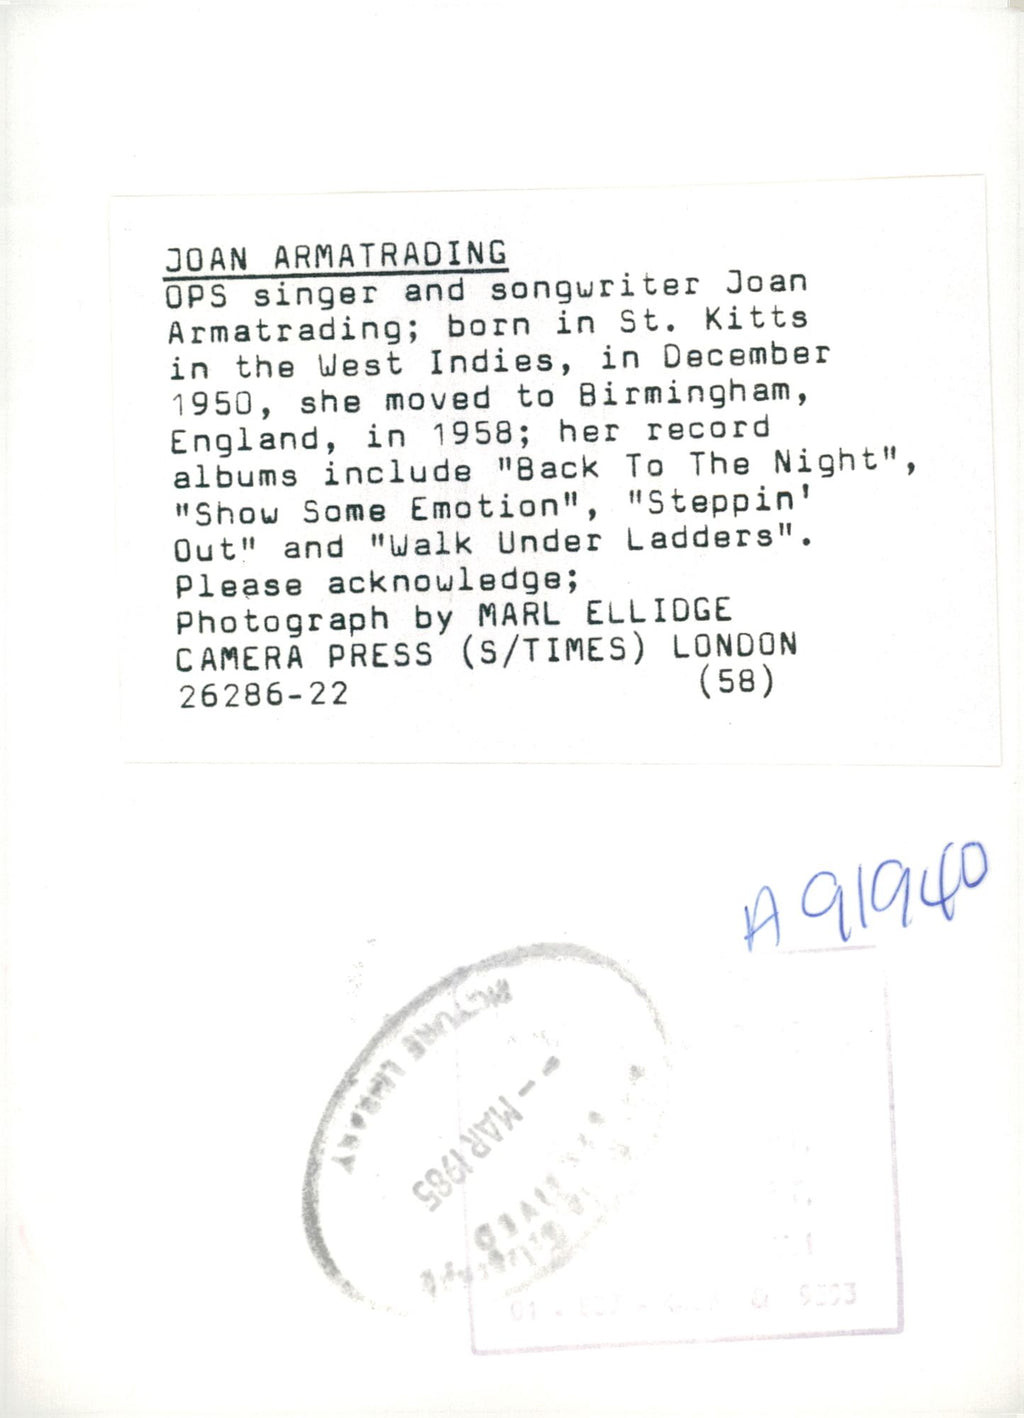 JOAN ARMATRADING
OPS singer and songwriter Joan
Armatrading; born in St. Kitts
in the West Indies, in December
1950, she moved to Birmingham,
England, in 1958; her record
albums include "Back To The Night",
"Show Some Emotion", "Steppin'
Out" and "Walk Under Ladders".
Please acknowledge;
Photograph by MARL ELLIDGE
CAMERA PRESS (S/TIMES) LONDON
26286-22 (58)
A91940
PICTURE LIBRARY
MAR 1985